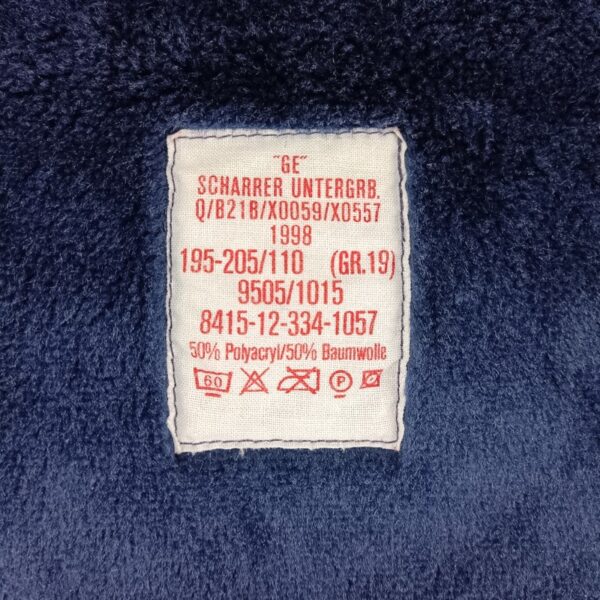 "GE"
SCHARRER UNTERGRB.
Q/B21B/X0059/X0557
1998
195-205/110 (GR.19)
9505/1015
8415-12-334-1057
50% Polyacryl/50% Baumwolle
60 P